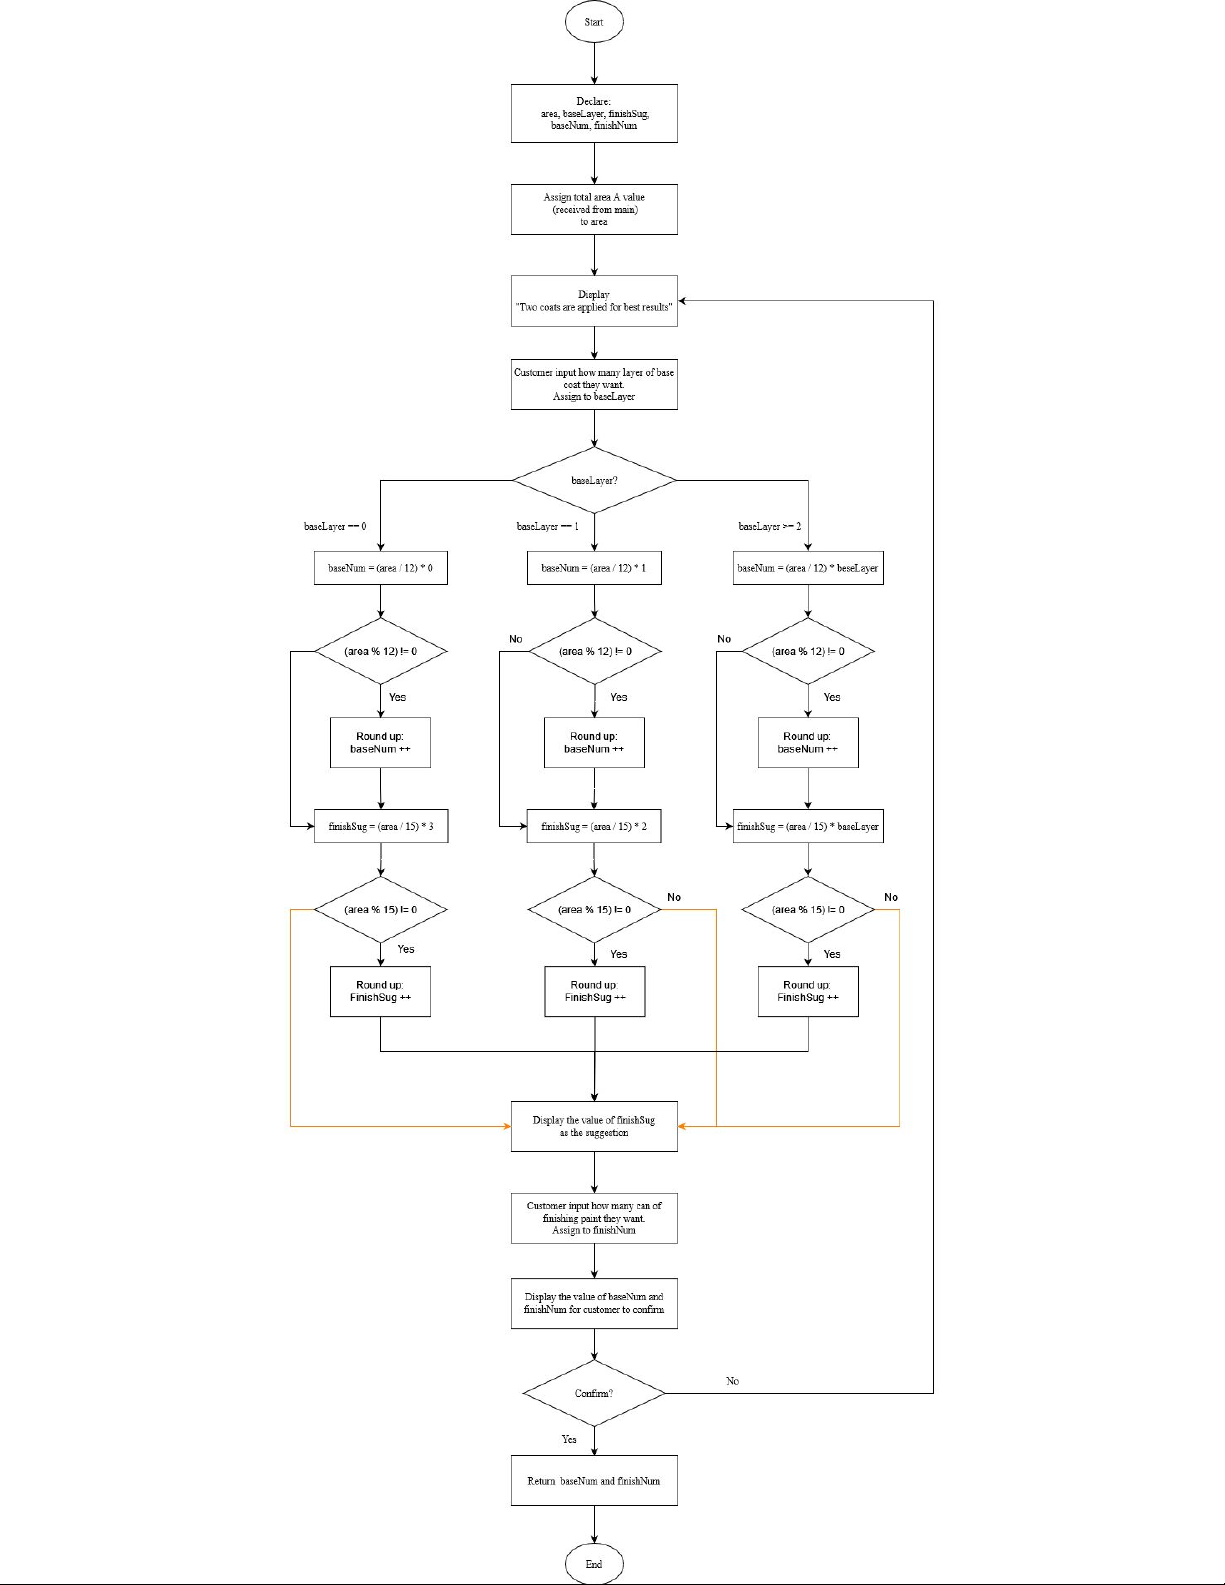 Start
Declare:
area, baseLayer, finishSug,
baseNum, finishNum
Assign total area A value
(received from main)
to area
Display
"Two coats are applied for best results"
Customer input how many layer of base
cost they want.
Assign to baseLayer
baseLayer?
baseLayer == 0
baseLayer == 1
baseLayer >= 2
baseNum = (area / 12) * 0
baseNum = (area / 12) * 1
baseNum = (area / 12) * beseLayer
(area % 12) != 0
No
(area % 12) != 0
No
(area % 12) != 0
Yes
Yes
Yes
Round up:
baseNum ++
Round up:
baseNum ++
Round up:
baseNum ++
finishSug = (area / 15) * 3
finishSug = (area / 15) * 2
finishSug = (area / 15) * baseLayer
(area % 15) != 0
(area % 15) != 0
No
(area % 15) != 0
No
Yes
Yes
Yes
Round up:
FinishSug ++
Round up:
FinishSug ++
Round up:
FinishSug ++
Display the value of finishSug
as the suggestion
Customer input how many can of
finishing paint they want.
Assign to finishNum
Display the value of baseNum and
finishNum for customer to confirm
Confirm?
No
Yes
Return baseNum and finishNum
End